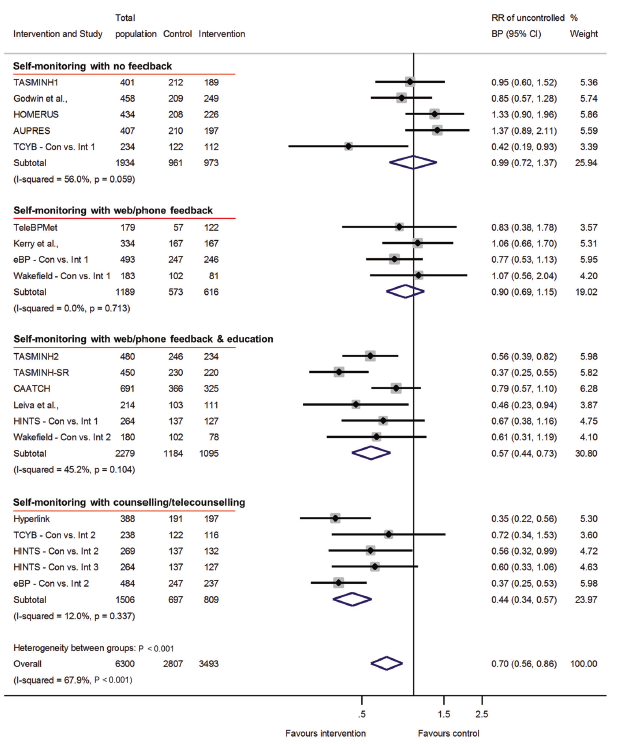 Total RR of uncontrolled %
Intervention and Study population Control Intervention BP (95% CI) Weight
Self-monitoring with no feedback
TASMINH1 401 212 189 0.95 (0.60, 1.52) 5.36
Godwin et al., 458 209 249 0.85 (0.57, 1.28) 5.74
HOMERUS 434 208 226 1.33 (0.90, 1.96) 5.86
AUPRES 407 210 197 1.37 (0.89, 2.11) 5.59
TCYB - Con vs. Int 1 234 122 112 0.42 (0.19, 0.93) 3.39
Subtotal 1934 961 973 0.99 (0.72, 1.37) 25.94
(I-squared = 56.0%, p = 0.059)
Self-monitoring with web/phone feedback
TeleBPMet 179 57 122 0.83 (0.38, 1.78) 3.57
Kerry et al., 334 167 167 1.06 (0.66, 1.70) 5.31
eBP - Con vs. Int 1 493 247 246 0.77 (0.53, 1.13) 5.95
Wakefield - Con vs. Int 1 183 102 81 1.07 (0.56, 2.04) 4.20
Subtotal 1189 573 616 0.90 (0.69, 1.15) 19.02
(I-squared = 0.0%, p = 0.713)
Self-monitoring with web/phone feedback & education
TASMINH2 480 246 234 0.56 (0.39, 0.82) 5.98
TASMINH-SR 450 230 220 0.37 (0.25, 0.55) 5.82
CAATCH 691 366 325 0.79 (0.57, 1.10) 6.28
Leiva et al., 214 103 111 0.46 (0.23, 0.94) 3.87
HINTS - Con vs. Int 1 264 137 127 0.67 (0.38, 1.16) 4.75
Wakefield - Con vs. Int 2 180 102 78 0.61 (0.31, 1.19) 4.10
Subtotal 2279 1184 1095 0.57 (0.44, 0.73) 30.80
(I-squared = 45.2%, p = 0.104)
Self-monitoring with counselling/telecounselling
Hyperlink 388 191 197 0.35 (0.22, 0.56) 5.30
TCYB - Con vs. Int 2 238 122 116 0.72 (0.34, 1.53) 3.60
HINTS - Con vs. Int 2 269 137 132 0.56 (0.32, 0.99) 4.72
HINTS - Con vs. Int 3 264 137 127 0.60 (0.33, 1.06) 4.63
eBP - Con vs. Int 2 484 247 237 0.37 (0.25, 0.53) 5.98
Subtotal 1506 697 809 0.44 (0.34, 0.57) 23.97
(I-squared = 12.0%, p = 0.337)
Heterogeneity between groups: P <0.001
Overall 6300 2807 3493 0.70 (0.56, 0.86) 100.00
(I-squared = 67.9%, P <0.001)
.5 1.5 2.5
Favours intervention Favours control